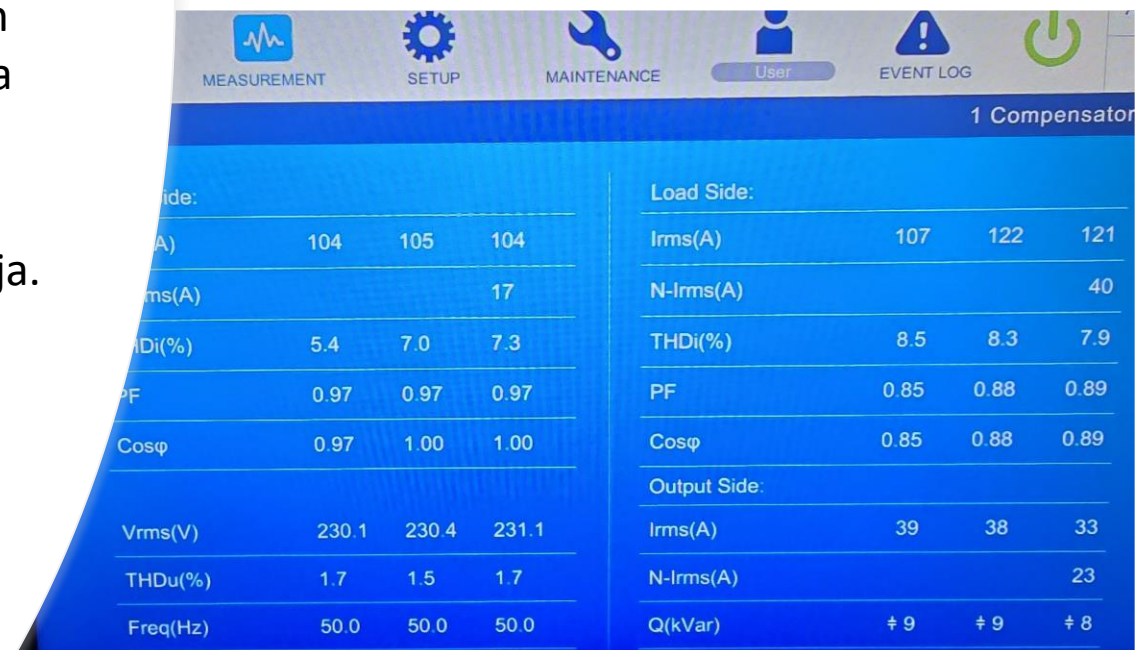 MEASUREMENT SETUP MAINTENANCE User EVENT LOG
1 Compensator
ja.
Load Side:
Irms(A) 107 122 121
N-Irms(A) 40
THDi(%) 8.5 8.3 7.9
PF 0.85 0.88 0.89
Cosφ 0.85 0.88 0.89
Output Side:
Irms(A) 39 38 33
N-Irms(A) 23
Q(kVar) ǂ 9 ǂ 9 ǂ 8
ide:
A) 104 105 104
ms(A) 17
Di(%) 5.4 7.0 7.3
PF 0.97 0.97 0.97
Cosφ 0.97 1.00 1.00
Vrms(V) 230.1 230.4 231.1
THDu(%) 1.7 1.5 1.7
Freq(Hz) 50.0 50.0 50.0